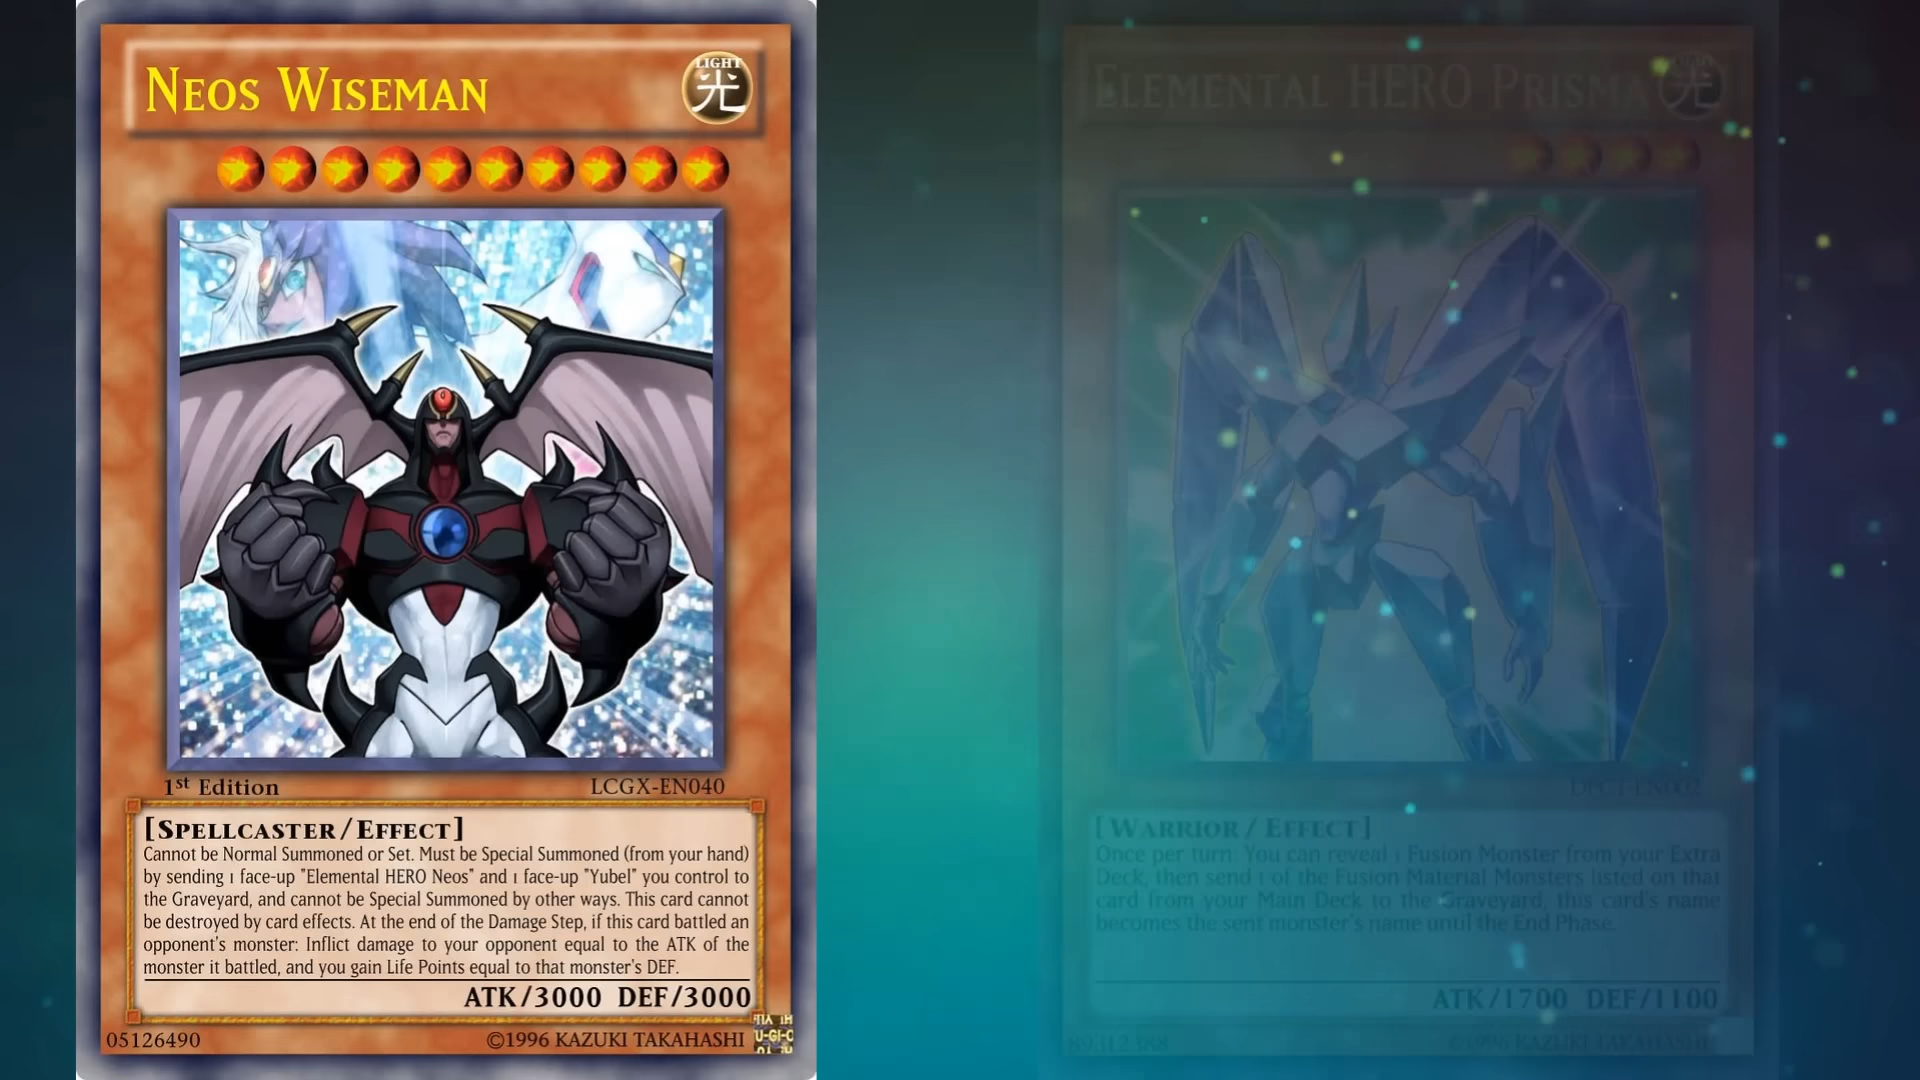 NEOS WISEMAN
LIGHT
光
1st Edition
LCGX-EN040
[SPELLCASTER/EFFECT]
Cannot be Normal Summoned or Set. Must be Special Summoned (from your hand)
by sending 1 face-up "Elemental HERO Neos" and 1 face-up "Yubel" you control to
the Graveyard, and cannot be Special Summoned by other ways. This card cannot
be destroyed by card effects. At the end of the Damage Step, if this card battled an
opponent's monster: Inflict damage to your opponent equal to the ATK of the
monster it battled, and you gain Life Points equal to that monster's DEF.
ATK/3000 DEF/3000
05126490
©1996 KAZUKI TAKAHASHI
ELEMENTAL HERO PRISMA
光
[WARRIOR / EFFECT]
Once per turn: You can reveal 1 Fusion Monster from your Extra
Deck, then send 1 of the Fusion Material Monsters listed on that
card from your Main Deck to the Graveyard, this card's name
becomes the sent monster's name until the End Phase.
ATK/1700 DEF/1100